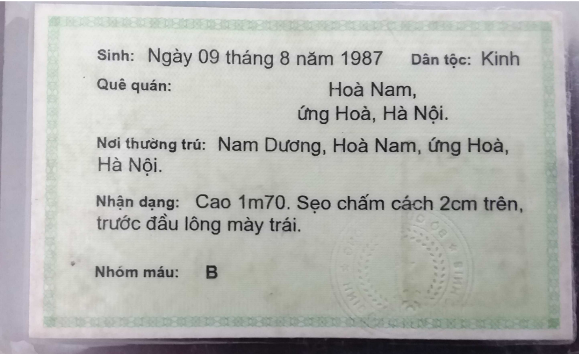 Sinh: Ngày 09 tháng 8 năm 1987 Dân tộc: Kinh
Quê quán: Hoà Nam,
ứng Hoà, Hà Nội.
Nơi thường trú: Nam Dương, Hoà Nam, ứng Hoà,
Hà Nội.
Nhận dạng: Cao 1m70. Sẹo chấm cách 2cm trên,
trước đầu lông mày trái.
Nhóm máu: B